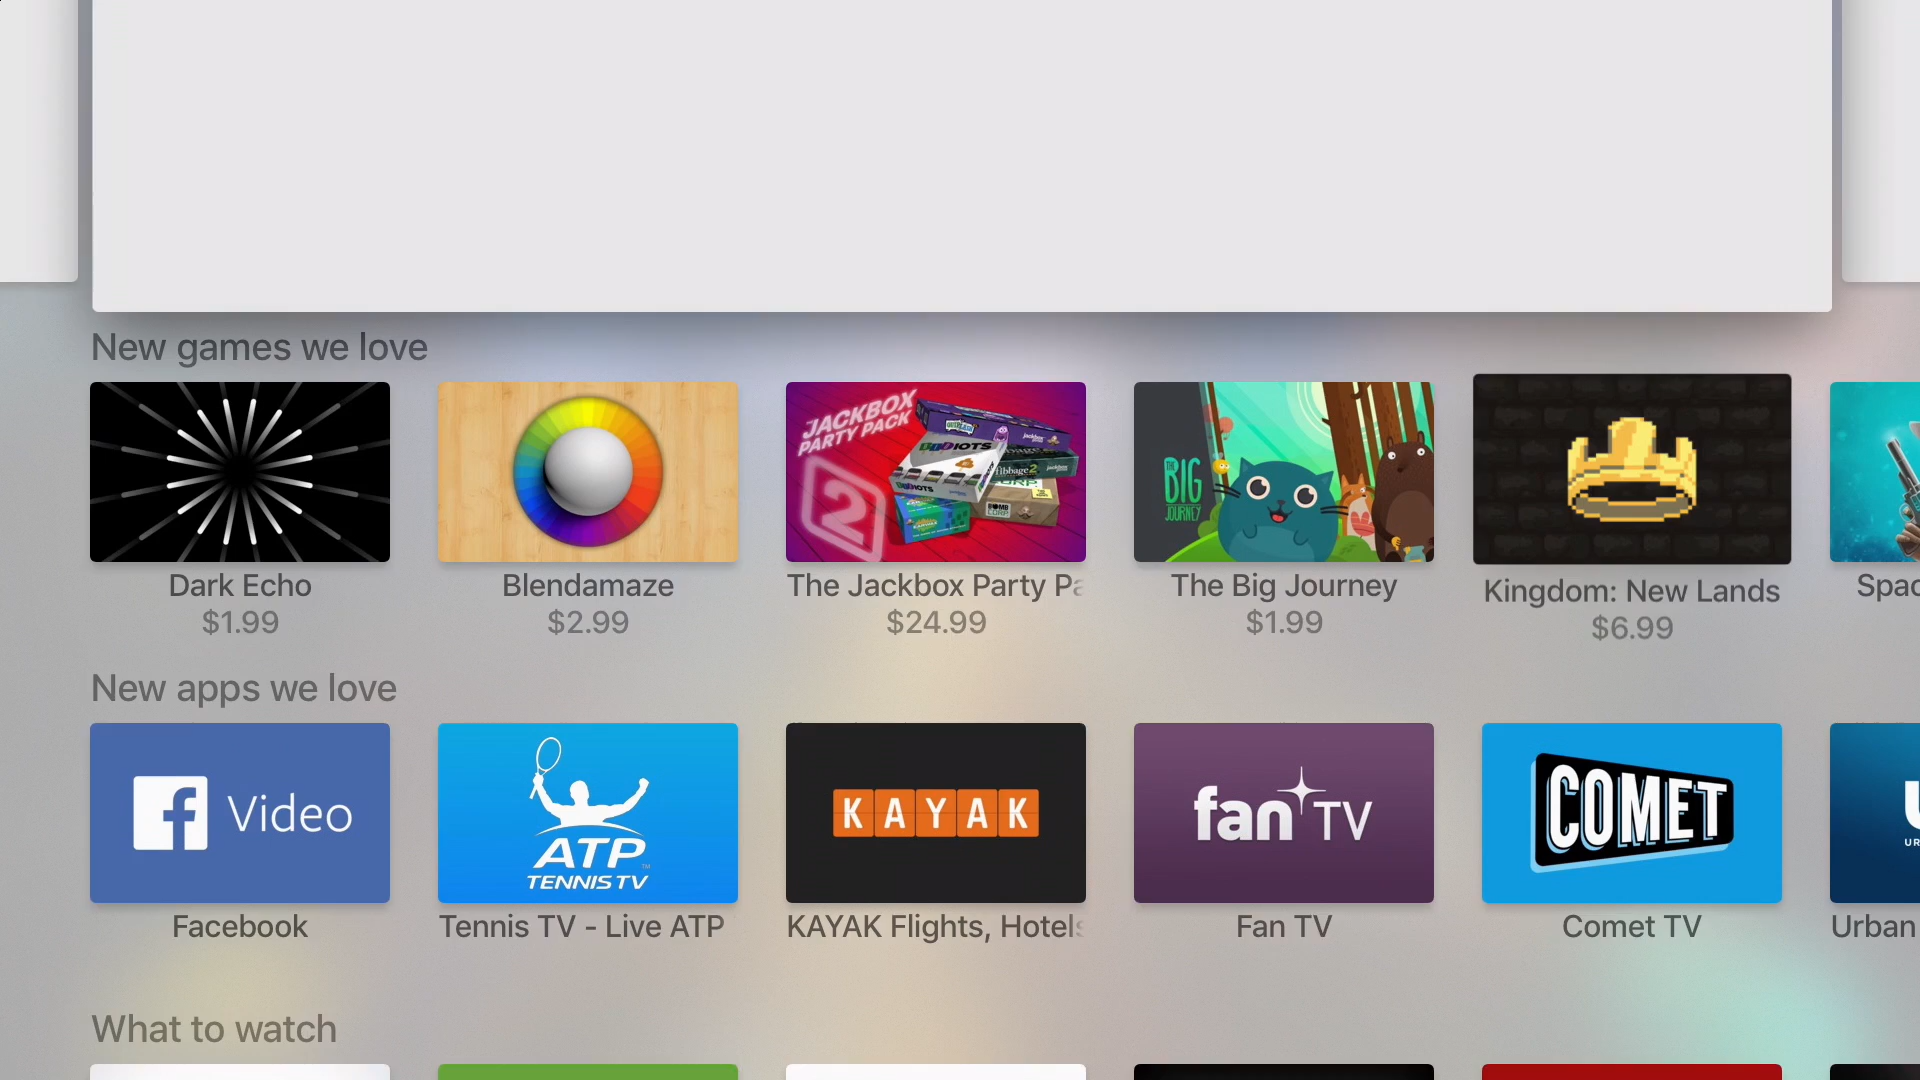 New games we love
JACKBOX
PARTY PACK
2
THE
BIG
JOURNEY
Dark Echo
Blendamaze
The Jackbox Party Pa
The Big Journey
Kingdom: New Lands
Spac
$1.99
$2.99
$24.99
$1.99
$6.99
New apps we love
f Video
ATP
TENNIS TV
KAYAK
fan TV
COMET
UR
Facebook
Tennis TV - Live ATP
KAYAK Flights, Hotels
Fan TV
Comet TV
Urban
What to watch